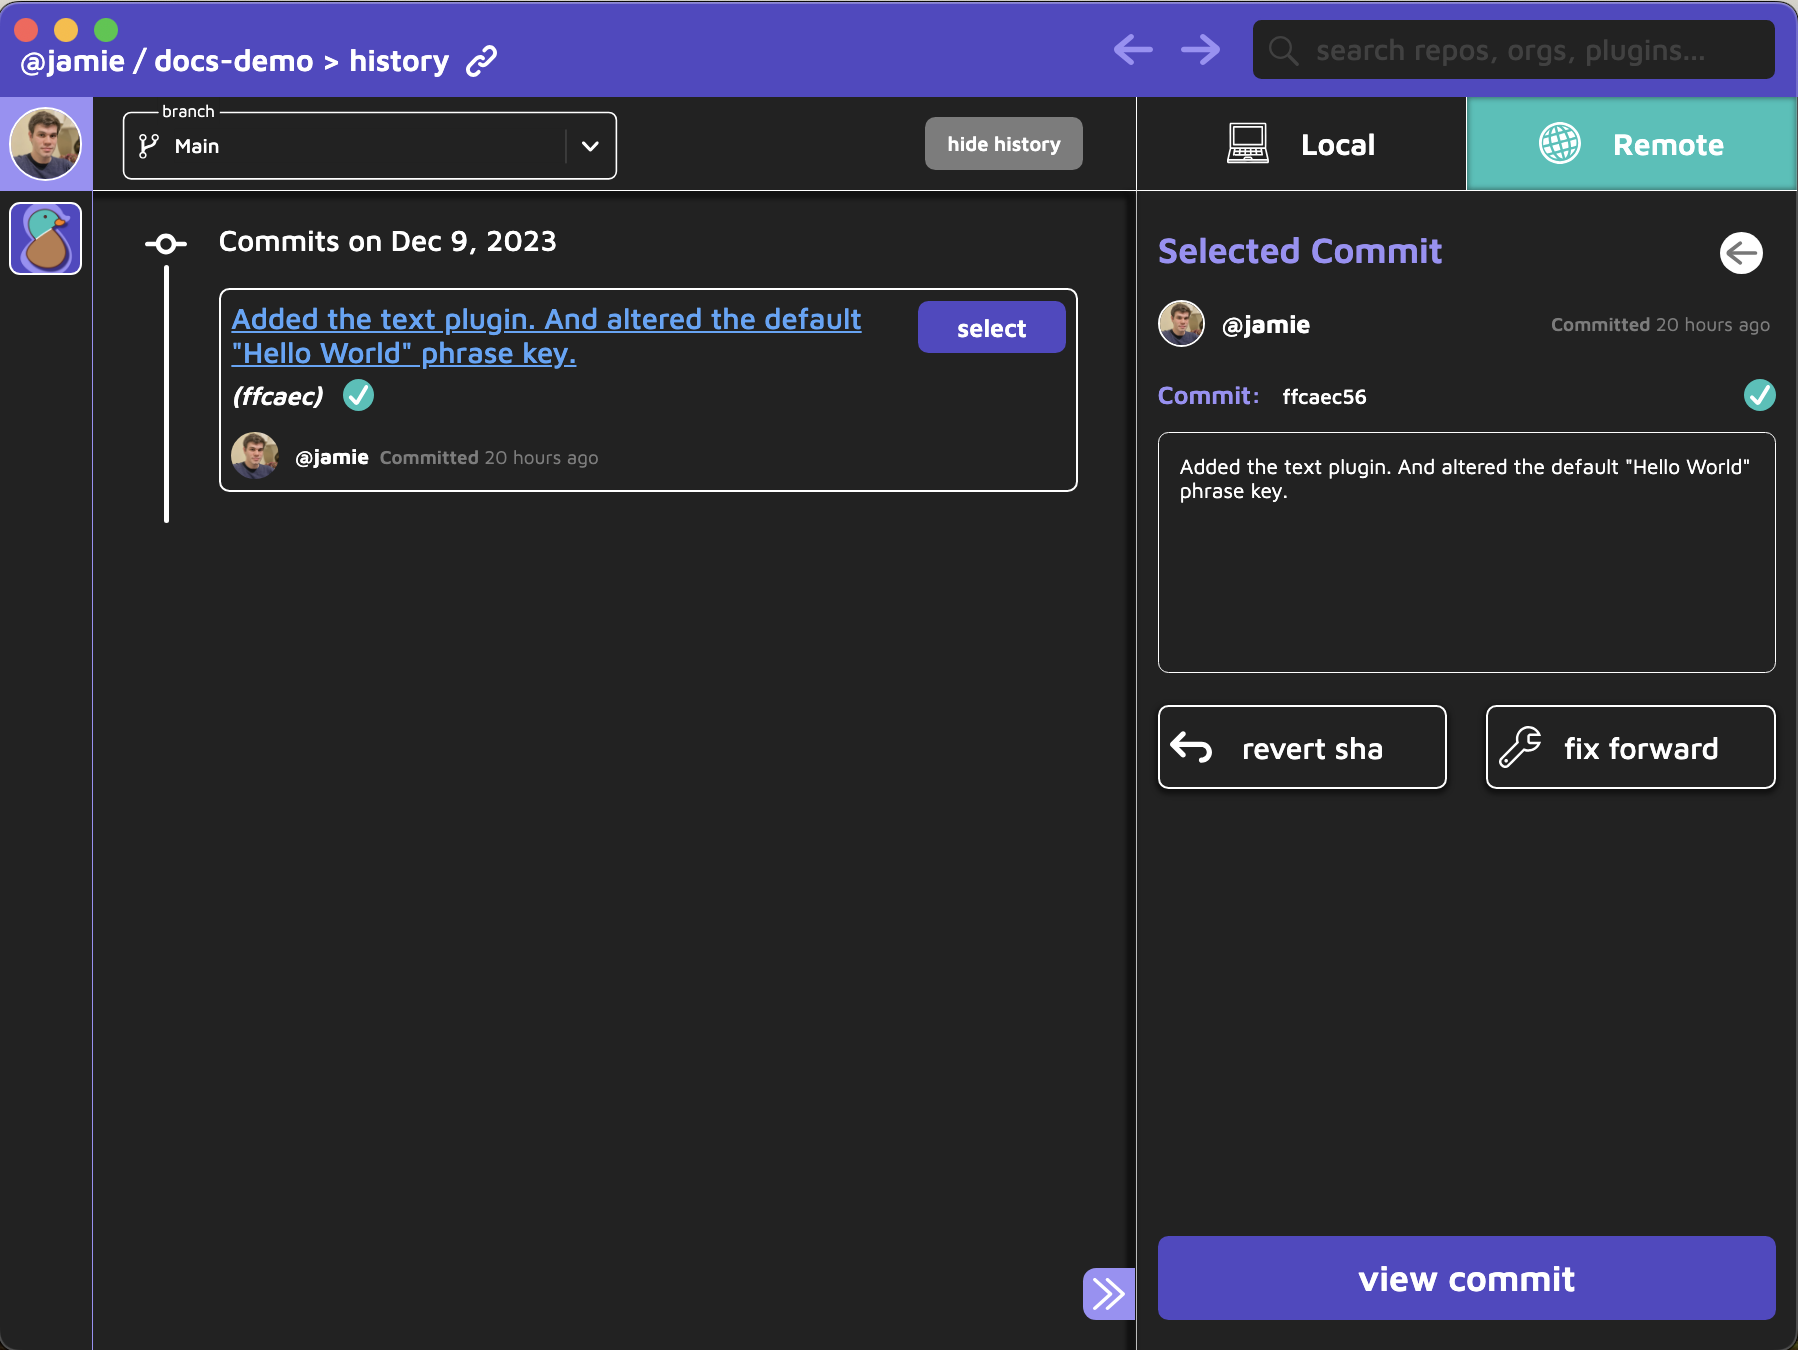 @jamie / docs-demo > history
search repos, orgs, plugins...
branch
Main
hide history
Local
Remote
Commits on Dec 9, 2023
Added the text plugin. And altered the default
"Hello World" phrase key.
select
(ffcaec)
@jamie Committed 20 hours ago
Selected Commit
@jamie
Committed 20 hours ago
Commit: ffcaec56
Added the text plugin. And altered the default "Hello World"
phrase key.
revert sha
fix forward
view commit